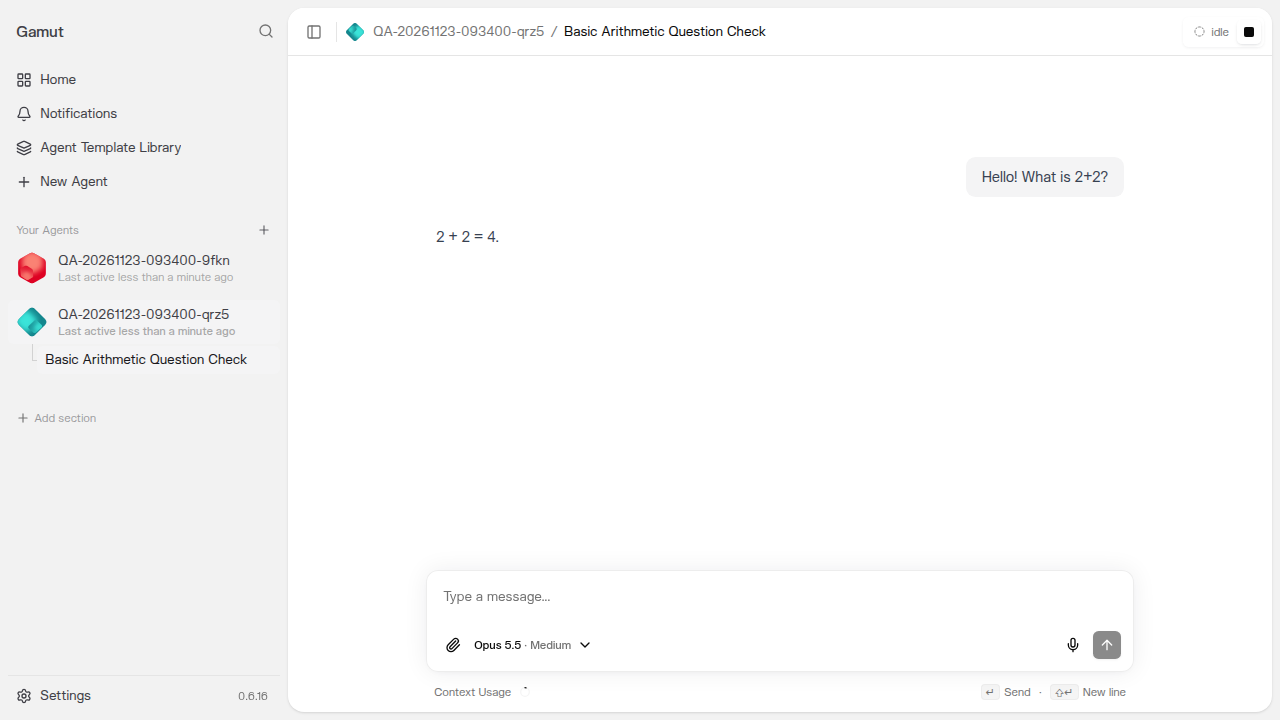 Gamut
Home
Notifications
Agent Template Library
New Agent
Your Agents
QA-20261123-093400-9fkn
Last active less than a minute ago
QA-20261123-093400-qrz5
Last active less than a minute ago
Basic Arithmetic Question Check
Add section
Settings
0.6.16
QA-20261123-093400-qrz5 / Basic Arithmetic Question Check
idle
Hello! What is 2+2?
2 + 2 = 4.
Type a message...
Opus 5.5 · Medium
Context Usage
Send · New line